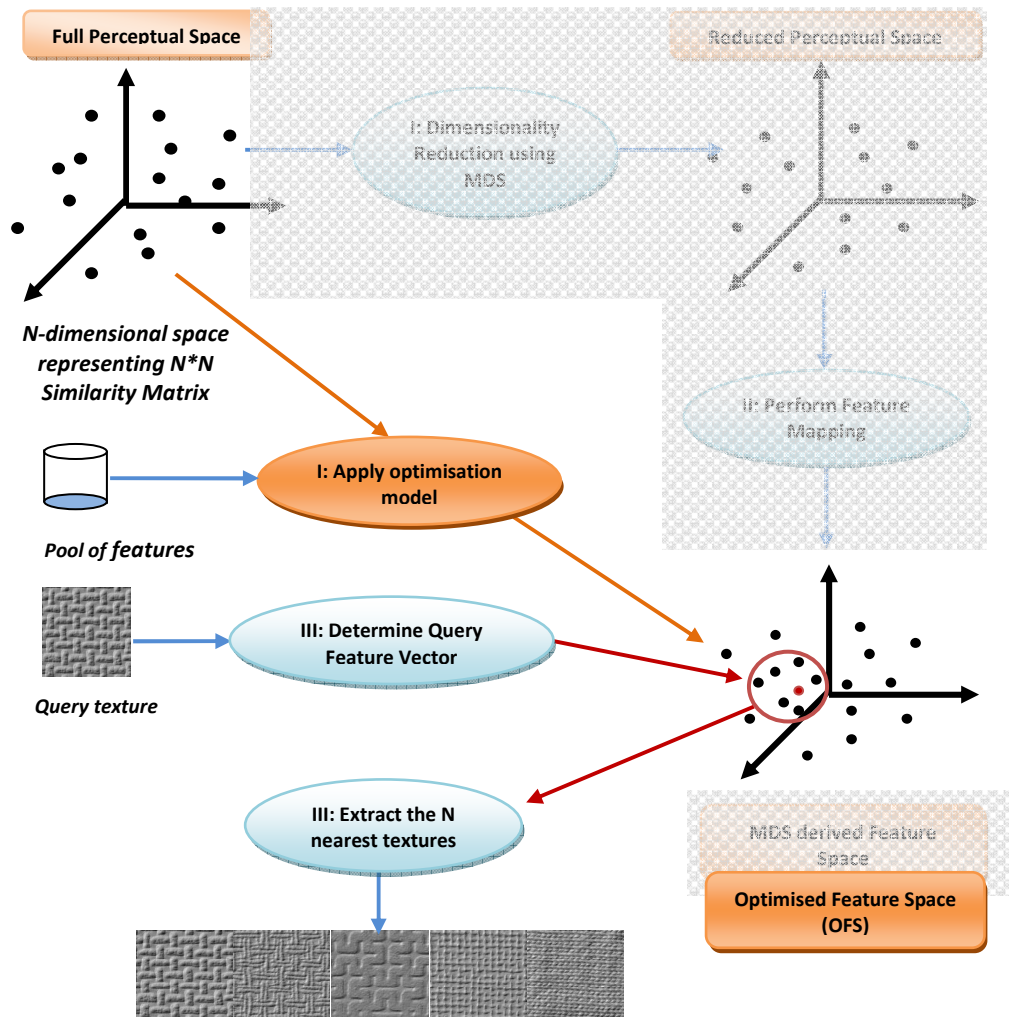 Full Perceptual Space
Reduced Perceptual Space
I: Dimensionality
Reduction using
MDS
N-dimensional space
representing N*N
Similarity Matrix
II: Perform Feature
Mapping
I: Apply optimisation
model
Pool of features
III: Determine Query
Feature Vector
Query texture
III: Extract the N
nearest textures
MDS derived Feature
Space
Optimised Feature Space
(OFS)